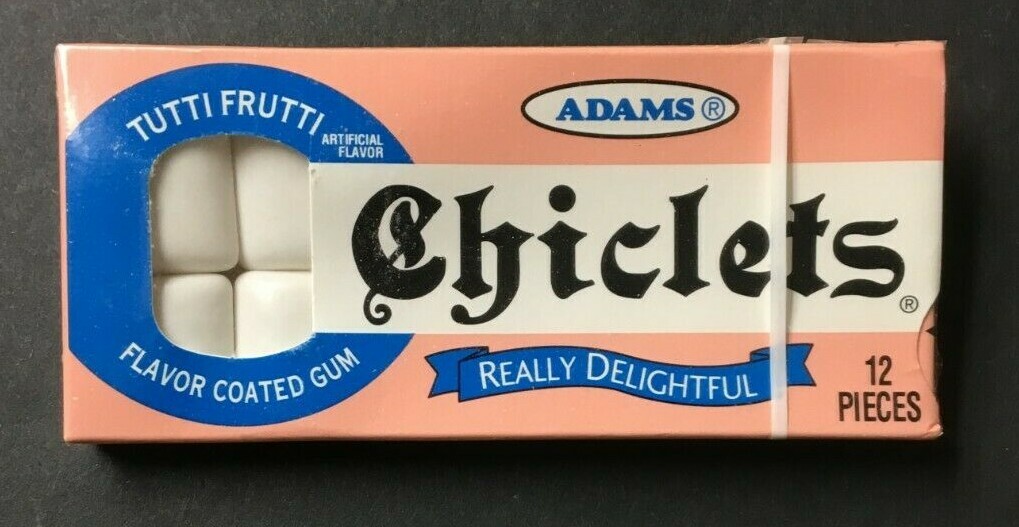 TUTTI FRUTTI
ARTIFICIAL
FLAVOR
FLAVOR COATED GUM
ADAMS ®
Chiclets ®
REALLY DELIGHTFUL
12
PIECES